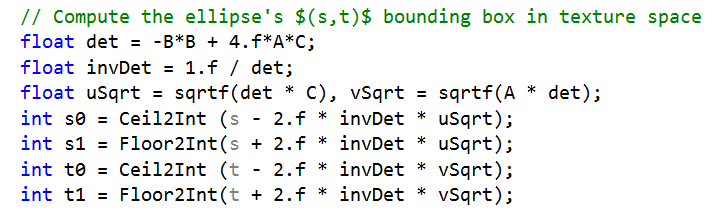 // Compute the ellipse's $(s,t)$ bounding box in texture space
float det = -B*B + 4.f*A*C;
float invDet = 1.f / det;
float uSqrt = sqrtf(det * C), vSqrt = sqrtf(A * det);
int s0 = Ceil2Int (s - 2.f * invDet * uSqrt);
int s1 = Floor2Int(s + 2.f * invDet * uSqrt);
int t0 = Ceil2Int (t - 2.f * invDet * vSqrt);
int t1 = Floor2Int(t + 2.f * invDet * vSqrt);